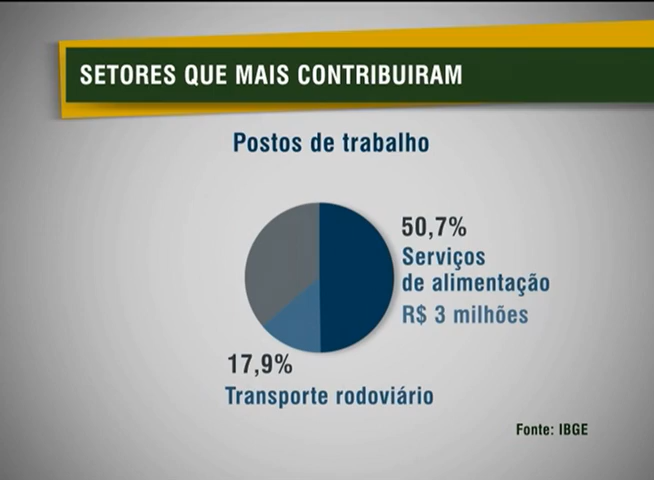 SETORES QUE MAIS CONTRIBUIRAM
Postos de trabalho
50,7%
Serviços
de alimentação
R$ 3 milhões
17,9%
Transporte rodoviário
Fonte: IBGE